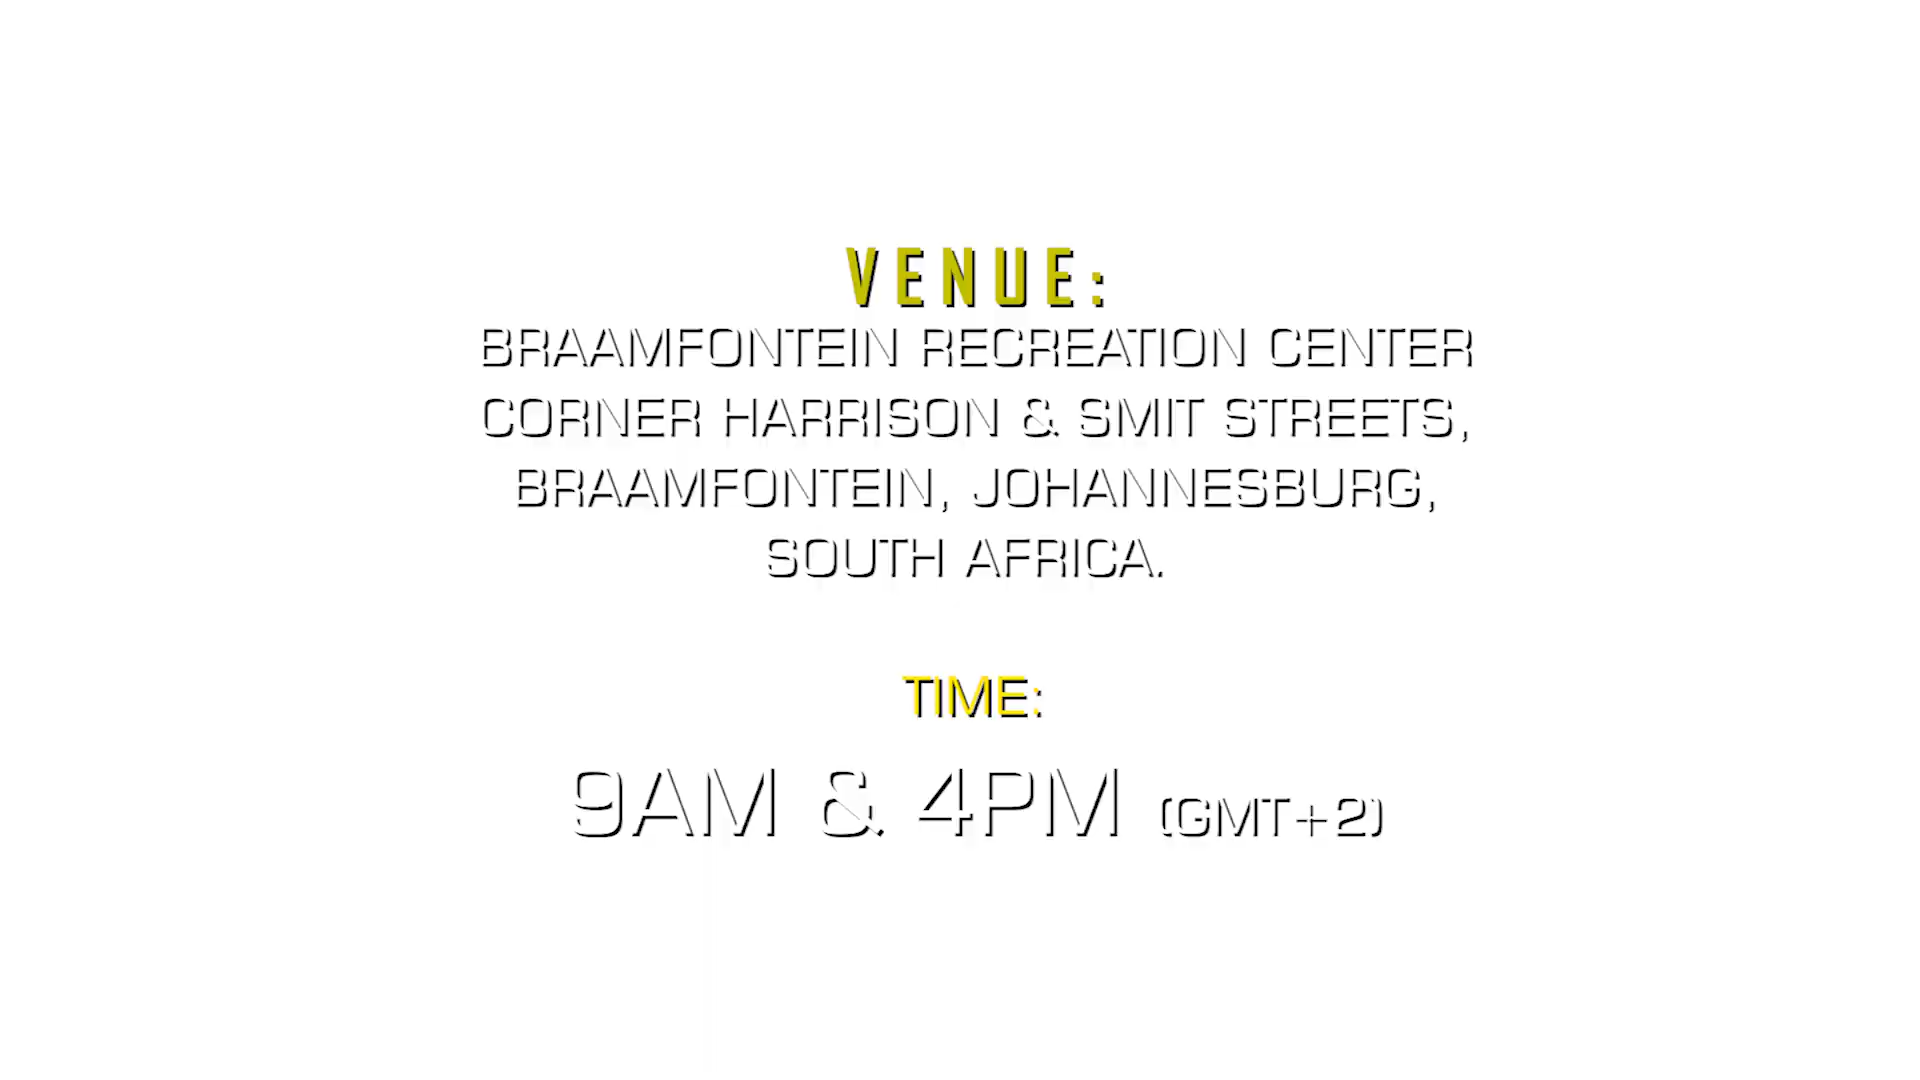 VENUE:
BRAAMFONTEIN RECREATION CENTER
CORNER HARRISON & SMIT STREETS,
BRAAMFONTEIN, JOHANNESBURG,
SOUTH AFRICA.
TIME:
9AM & 4PM (GMT+2)